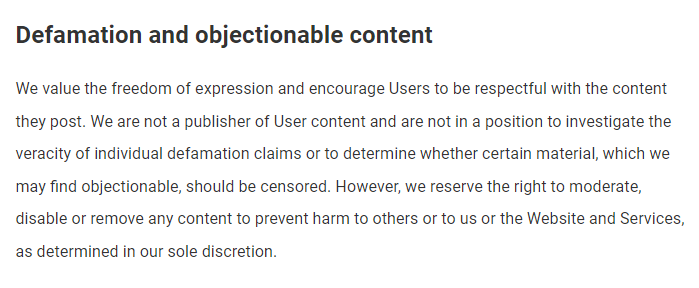 Defamation and objectionable content
We value the freedom of expression and encourage Users to be respectful with the content
they post. We are not a publisher of User content and are not in a position to investigate the
veracity of individual defamation claims or to determine whether certain material, which we
may find objectionable, should be censored. However, we reserve the right to moderate,
disable or remove any content to prevent harm to others or to us or the Website and Services,
as determined in our sole discretion.